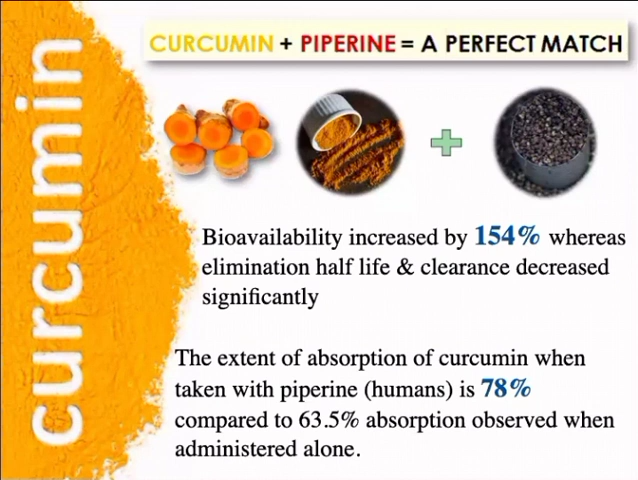 curcumin
CURCUMIN + PIPERINE = A PERFECT MATCH
Bioavailability increased by 154% whereas
elimination half life & clearance decreased
significantly
The extent of absorption of curcumin when
taken with piperine (humans) is 78%
compared to 63.5% absorption observed when
administered alone.